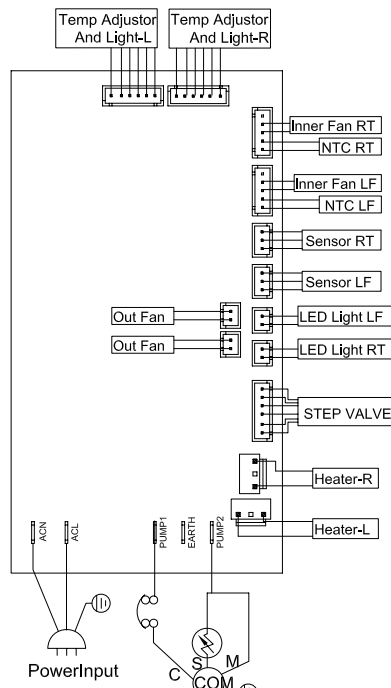 Temp Adjustor
And Light-L
Temp Adjustor
And Light-R
Inner Fan RT
NTC RT
Inner Fan LF
NTC LF
Sensor RT
Sensor LF
Out Fan
LED Light LF
Out Fan
LED Light RT
STEP VALVE
Heater-R
Heater-L
ACN
ACL
PUMP1
EARTH
PUMP2
PowerInput
C
S
M
COM